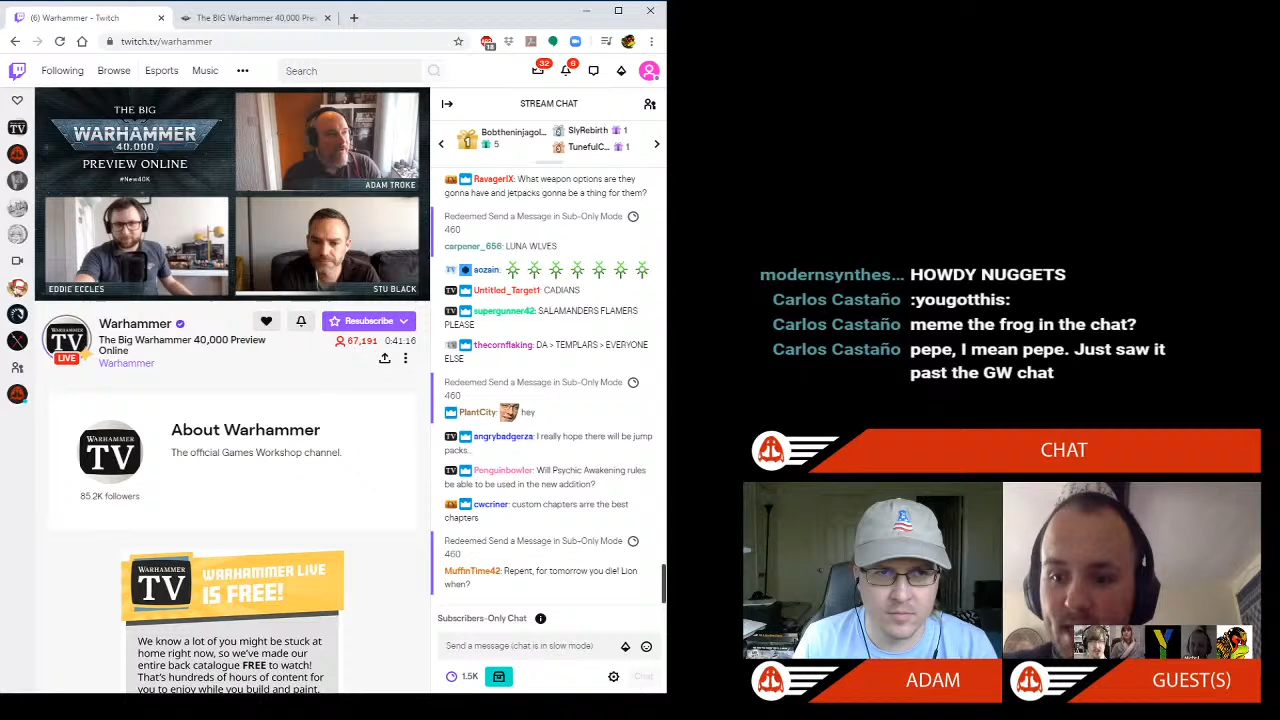 (6) Warhammer - Twitch
The BIG Warhammer 40,000 Prev
twitch.tv/warhammer
18
Following
Browse
Esports
Music
Search
32
6
THE BIG
WARHAMMER
40,000
PREVIEW ONLINE
#New40K
ADAM TROKE
EDDIE ECCLES
STU BLACK
LIVE
Warhammer
The Big Warhammer 40,000 Preview
Online
Warhammer
Resubscribe
67,191
0:41:16
About Warhammer
The official Games Workshop channel.
WARHAMMER
TV
85.2K followers
WARHAMMER
TV
WARHAMMER LIVE
IS FREE!
We know a lot of you might be stuck at
home right now, so we've made our
entire back catalogue FREE to watch!
That's hundreds of hours of content for
you to enjoy while you build and paint.
STREAM CHAT
1
Bobtheninjagol...
5
SlyRebirth 1
TunefulC... 1
RavagerIX: What weapon options are they
gonna have and Jetpacks gonna be a thing for them?
Redeemed Send a Message in Sub-Only Mode
460
carpener_656: LUNA WLVES
aozain:
Untitled_Target1: CADIANS
supergunner42: SALAMANDERS FLAMERS
PLEASE
thecornflaking: DA > TEMPLARS > EVERYONE
ELSE
Redeemed Send a Message in Sub-Only Mode
460
PlantCity: hey
angrybadgerza: I really hope there will be jump
packs..
Penguinbowler: Will Psychic Awakening rules
be able to be used in the new addition?
cwcriner: custom chapters arre the best
chapters
Redeemed Send a Message in Sub-Only Mode
460
MuffinTime42: Repent, for tomorrow you die! Lion
when?
Subscribers-Only Chat
Send a message (chat is in slow mode)
1.5K
Chat
modernsynthes... HOWDY NUGGETS
Carlos Castaño :yougotthis:
Carlos Castaño meme the frog in the chat?
Carlos Castaño pepe, I mean pepe. Just saw it
past the GW chat
CHAT
ADAM
GUEST(S)